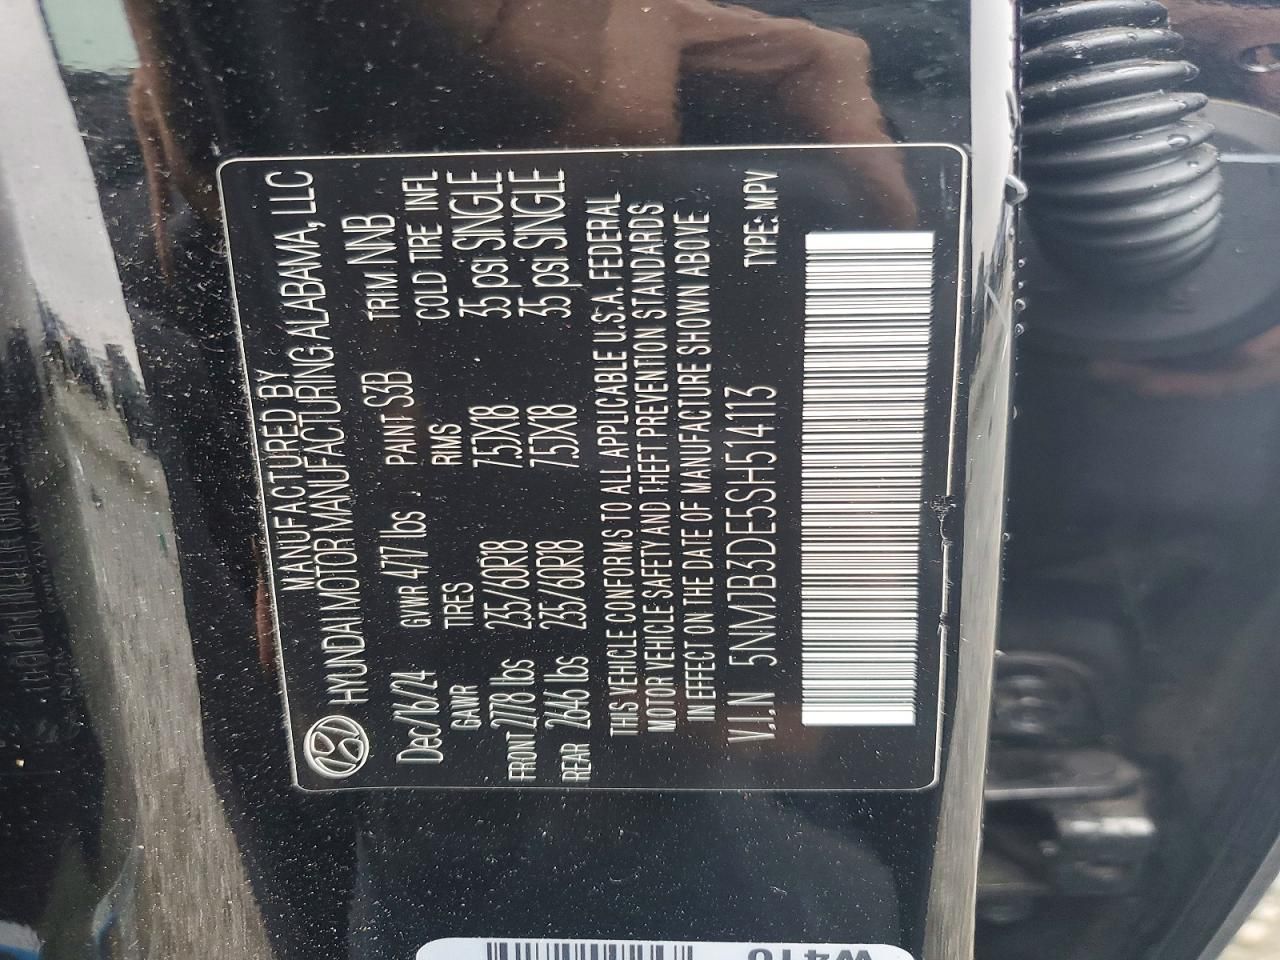 MANUFACTURED BY
HYUNDAI MOTOR MANUFACTURING ALABAMA, LLC
Dec/16/24 GVWR 4717 lbs PAINT S3B TRIM NNB
GAWR TIRES RIMS COLD TIRE INFL
FRONT 2778 lbs 235/60R18 7.5JX18 35 psi SINGLE
REAR 2646 lbs 235/60R18 7.5JX18 35 psi SINGLE
THIS VEHICLE CONFORMS TO ALL APPLICABLE U.S.A. FEDERAL
MOTOR VEHICLE SAFETY AND THEFT PREVENTION STANDARDS
IN EFFECT ON THE DATE OF MANUFACTURE SHOWN ABOVE
V.I.N 5NMJB3DE5SH514113 TYPE: MPV